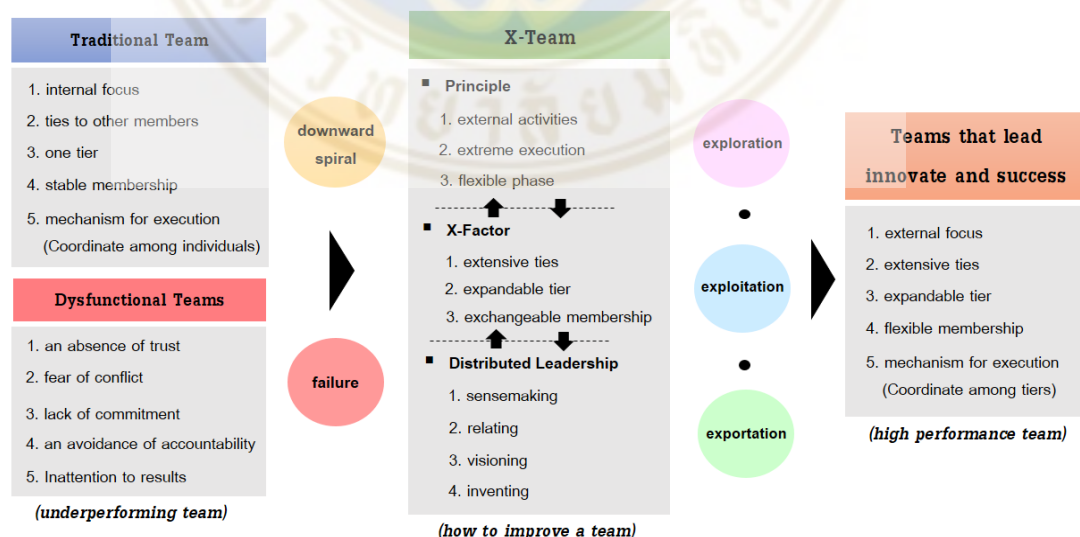 Traditional Team
1. internal focus
2. ties to other members
3. one tier
4. stable membership
5. mechanism for execution
(Coordinate among individuals)
Dysfunctional Teams
1. an absence of trust
2. fear of conflict
3. lack of commitment
4. an avoidance of accountability
5. Inattention to results
(underperforming team)
downward
spiral
failure
X-Team
▪ Principle
1. external activities
2. extreme execution
3. flexible phase
▪ X-Factor
1. extensive ties
2. expandable tier
3. exchangeable membership
▪ Distributed Leadership
1. sensemaking
2. relating
3. visioning
4. inventing
(how to improve a team)
exploration
exploitation
exportation
Teams that lead
innovate and success
1. external focus
2. extensive ties
3. expandable tier
4. flexible membership
5. mechanism for execution
(Coordinate among tiers)
(high performance team)